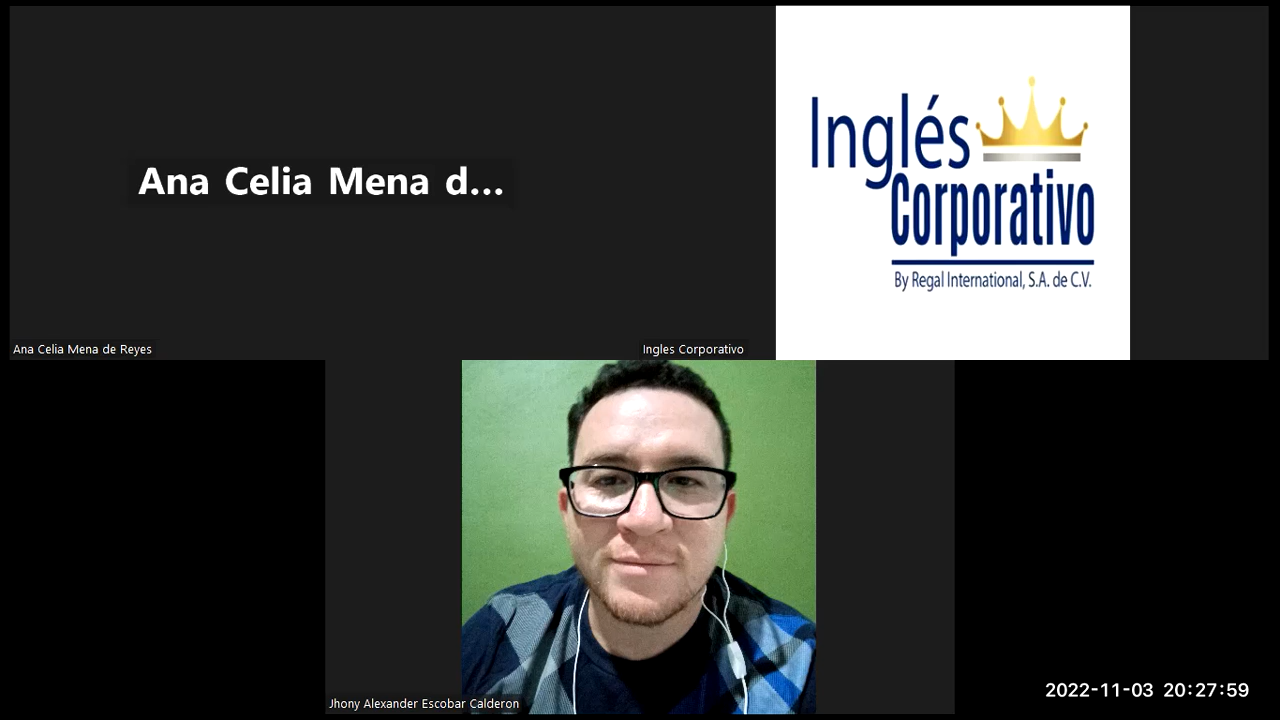 Ana Celia Mena d...
Inglés
Corporativo
By Regal International, S.A. de C.V.
Ana Celia Mena de Reyes
Ingles Corporativo
Jhony Alexander Escobar Calderon
2022-11-03 20:27:59